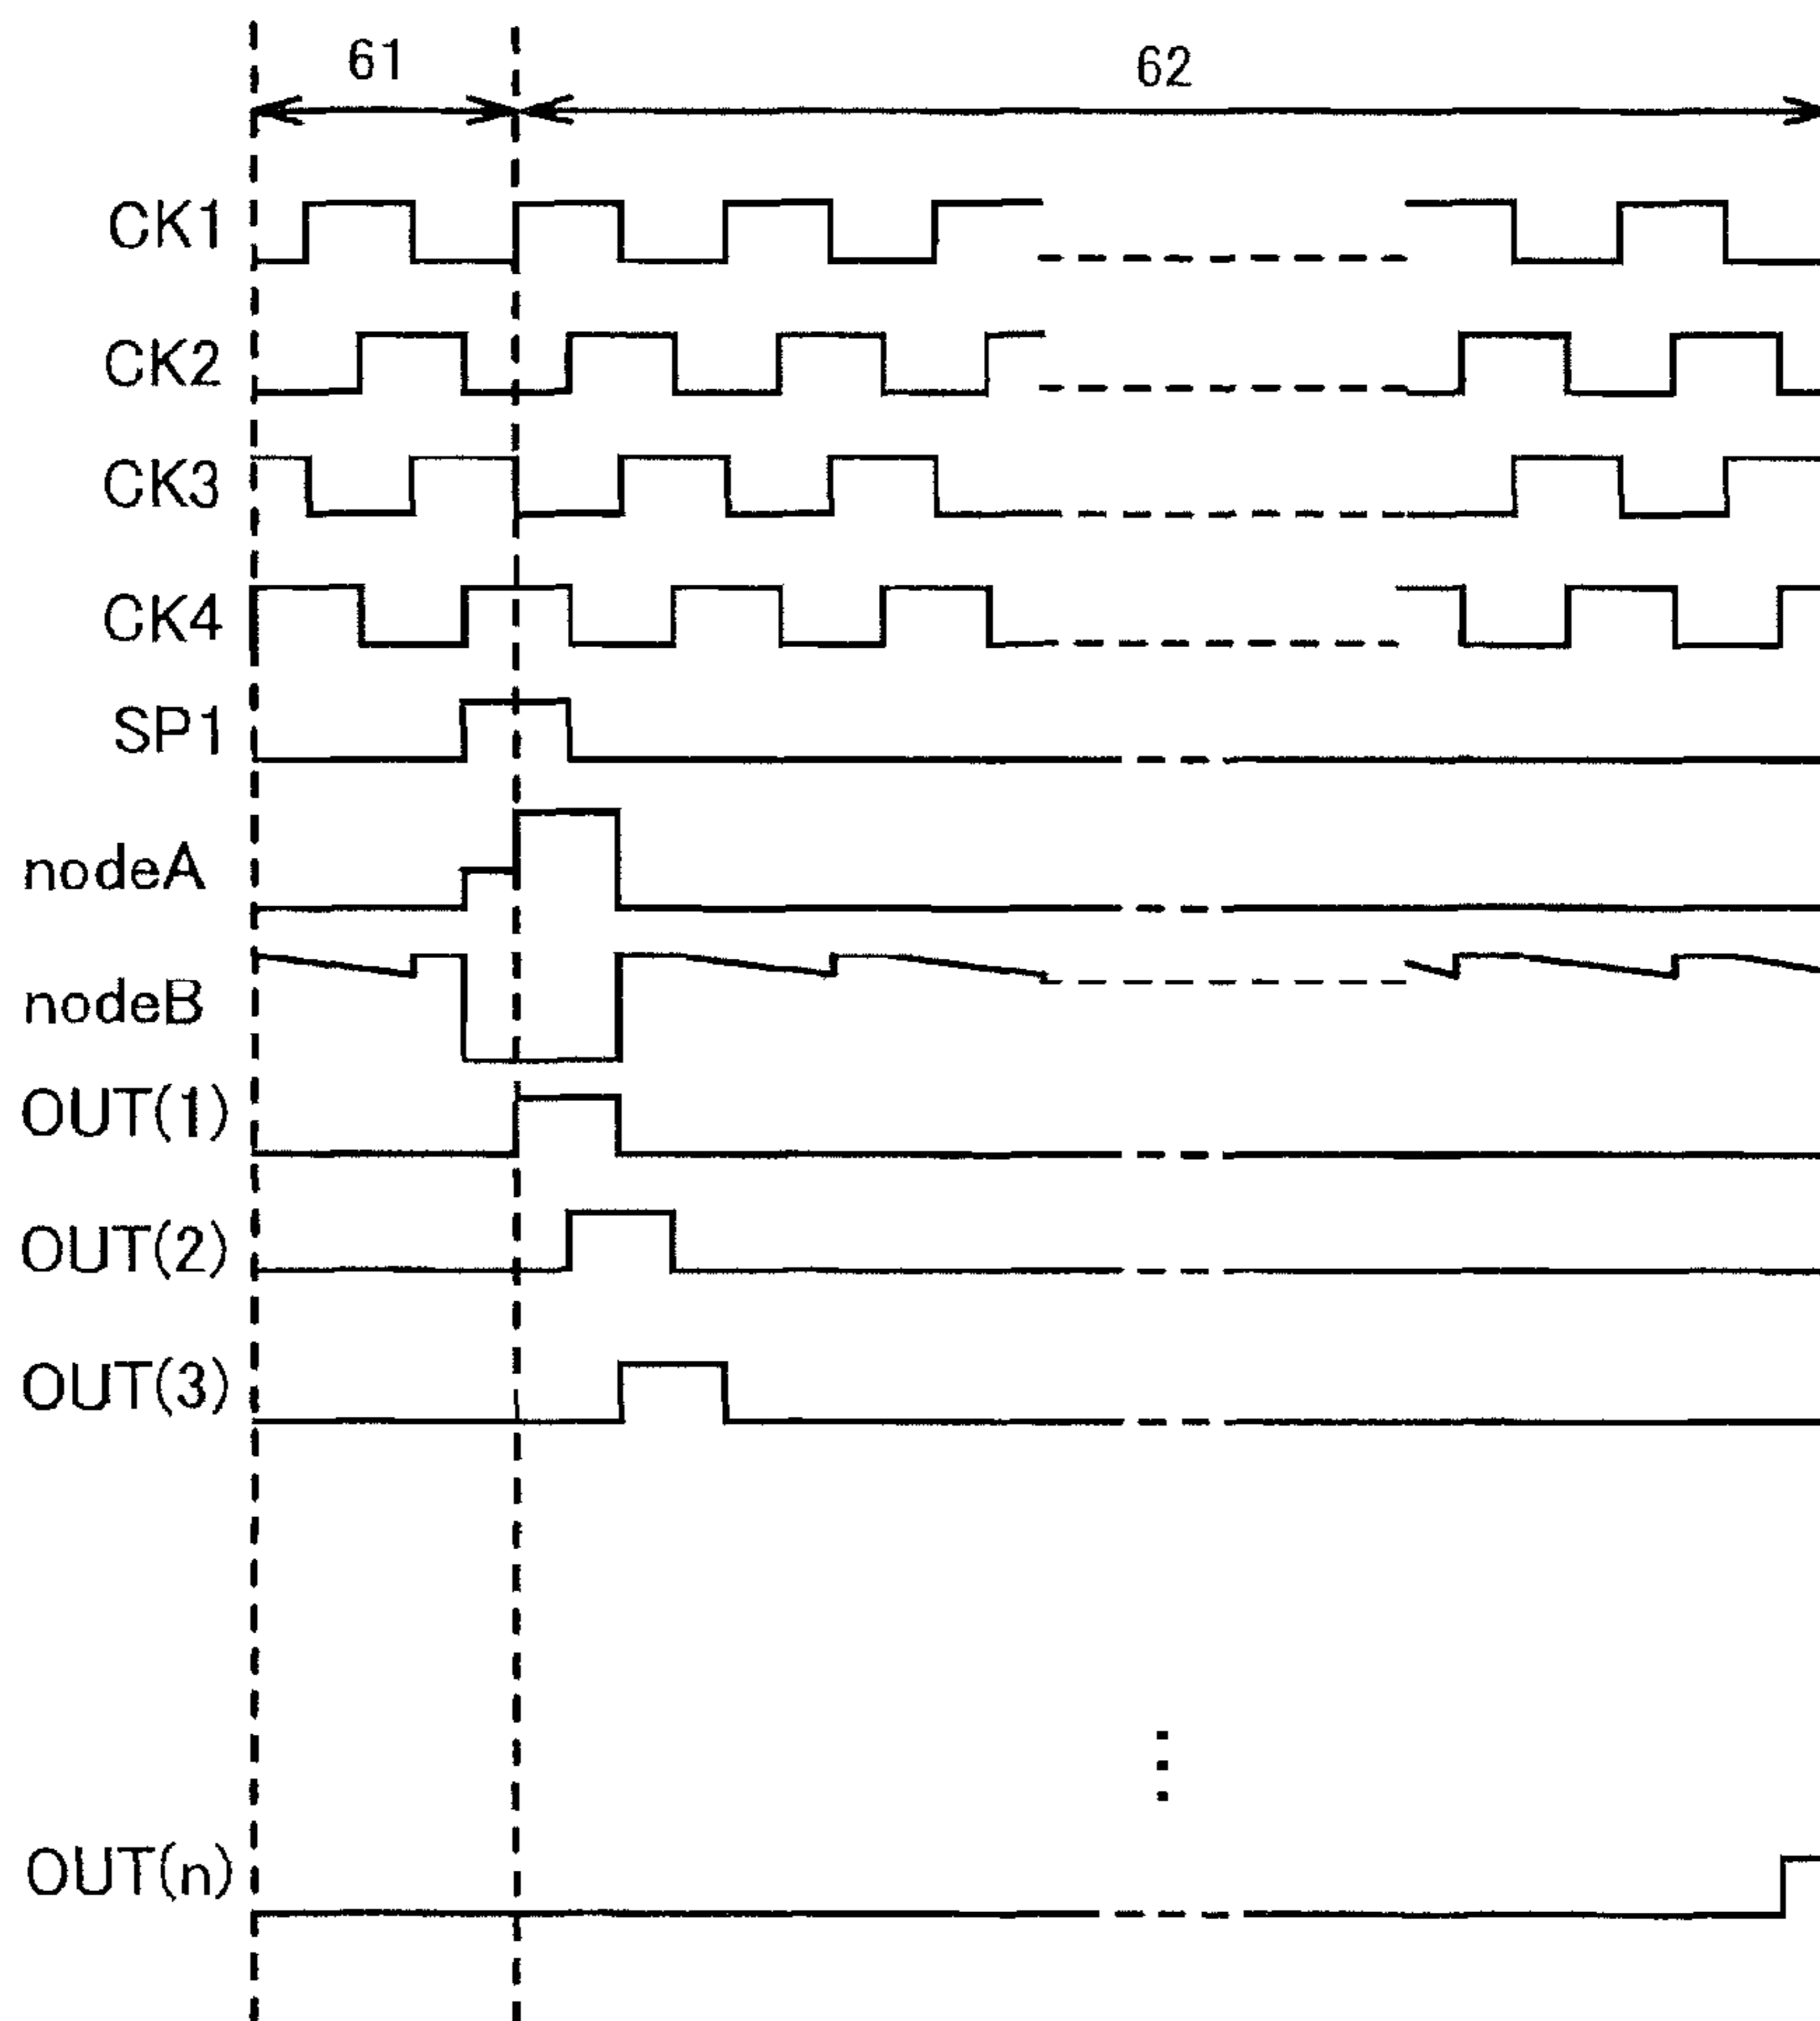 61
62
CK1
CK2
CK3
CK4
SP1
nodeA
nodeB
OUT(1)
OUT(2)
OUT(3)
OUT(n)